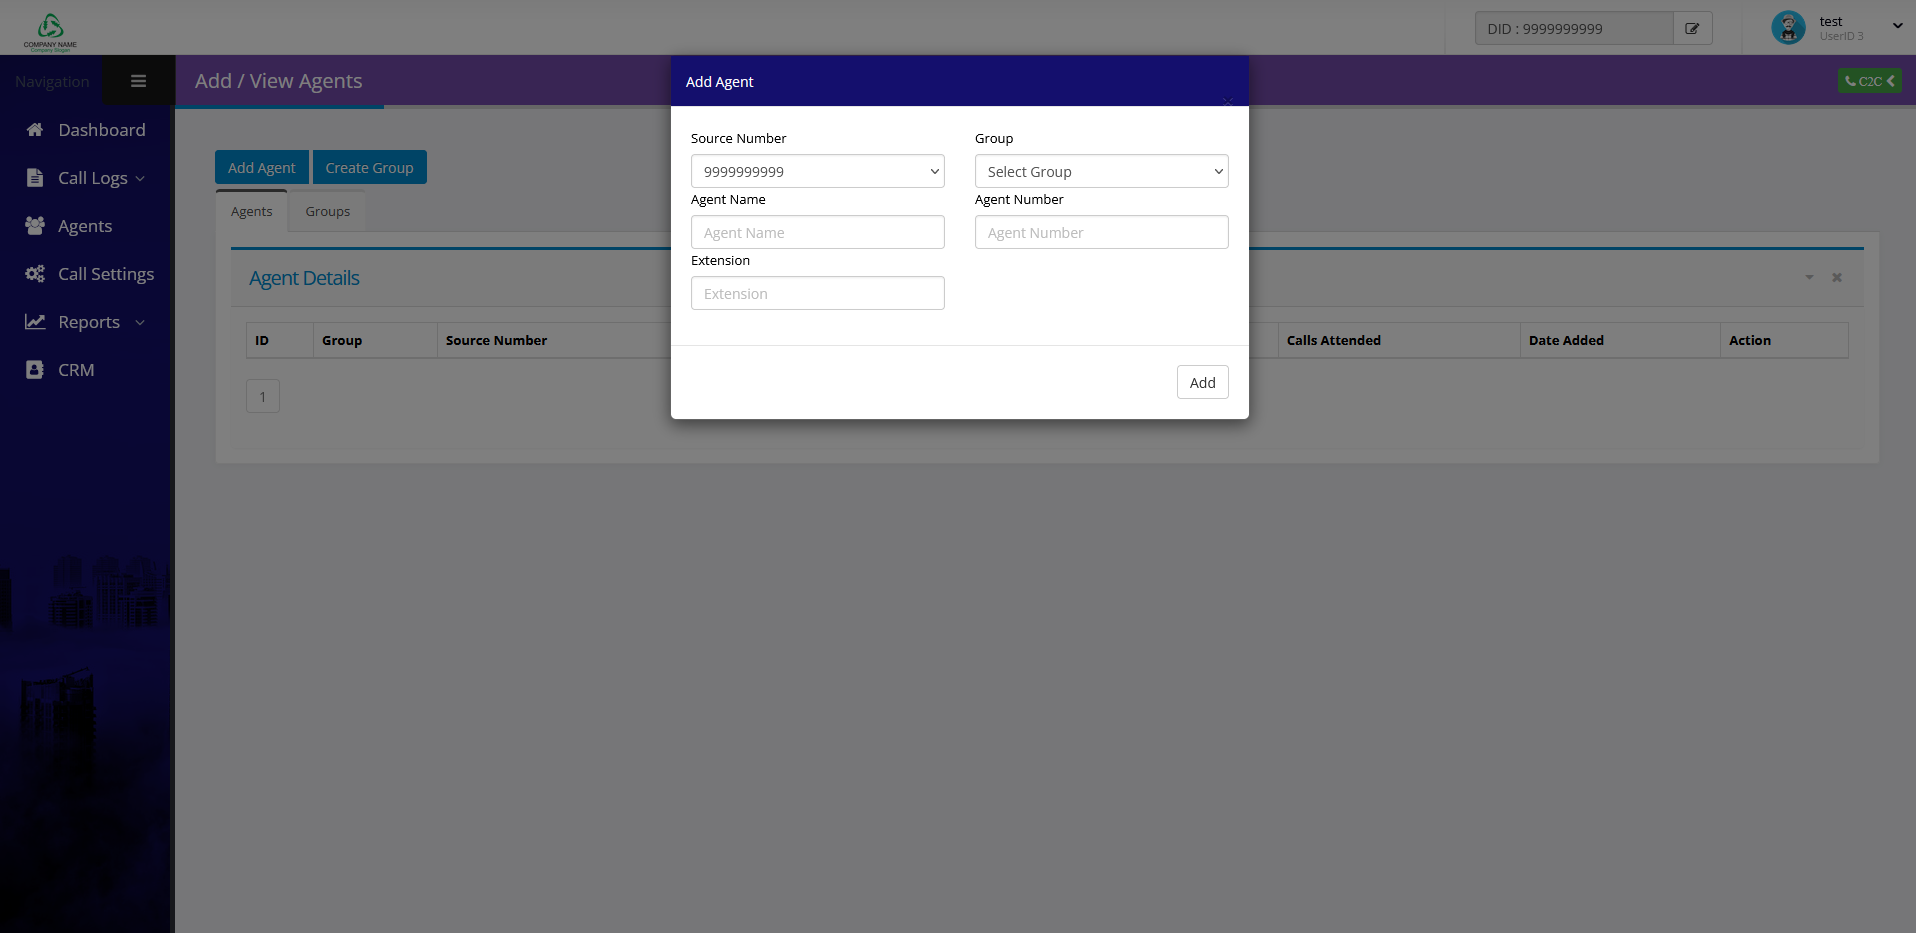 COMPANY NAME
Company Slogan
DID : 9999999999
test
UserID 3
Navigation
Add / View Agents
C2C
Add Agent
×
Dashboard
Call Logs
Agents
Call Settings
Reports
CRM
Add Agent
Create Group
Agents
Groups
Agent Details
ID
Group
Source Number
Calls Attended
Date Added
Action
1
Source Number
Group
9999999999
Select Group
Agent Name
Agent Number
Agent Name
Agent Number
Extension
Extension
Add